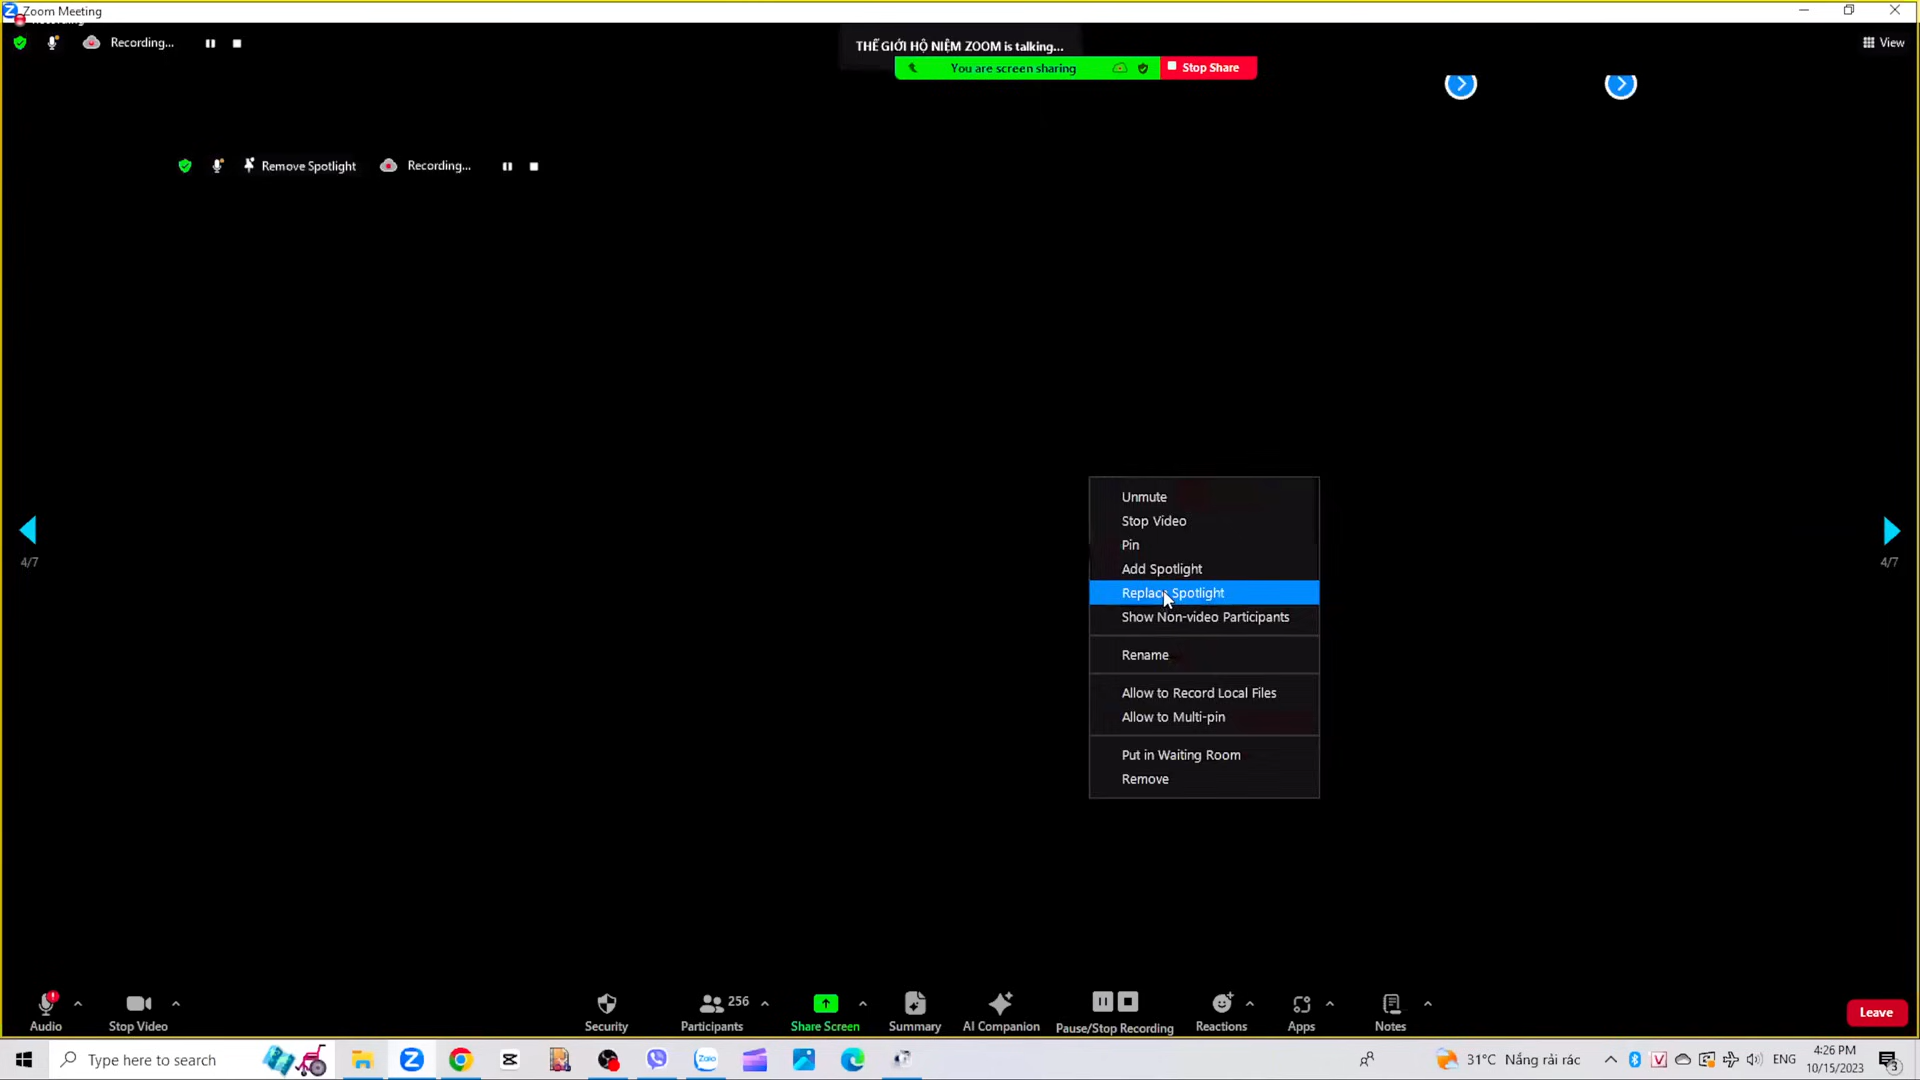 Zoom Meeting
Recording...
THẾ GIỚI HỘ NIỆM ZOOM is talking...
View
You are screen sharing
Stop Share
Remove Spotlight
Recording...
Unmute
Stop Video
Pin
Add Spotlight
Replace Spotlight
Show Non-video Participants
Rename
Allow to Record Local Files
Allow to Multi-pin
Put in Waiting Room
Remove
4/7
4/7
Audio
Stop Video
Security
256
Participants
Share Screen
Summary
AI Companion
Pause/Stop Recording
Reactions
Apps
Notes
Leave
Type here to search
Zalo
31°C Nắng rải rác
ENG
4:26 PM
10/15/2023
3